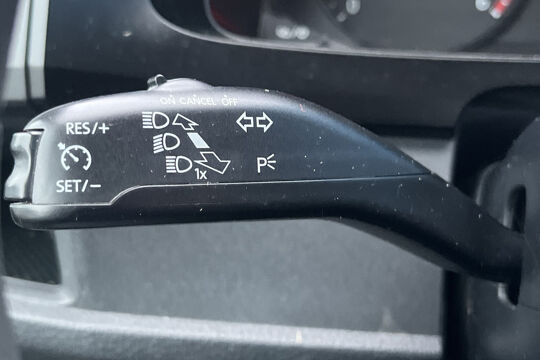 ON CANCEL OFF
RES/+
SET/−
1x
P